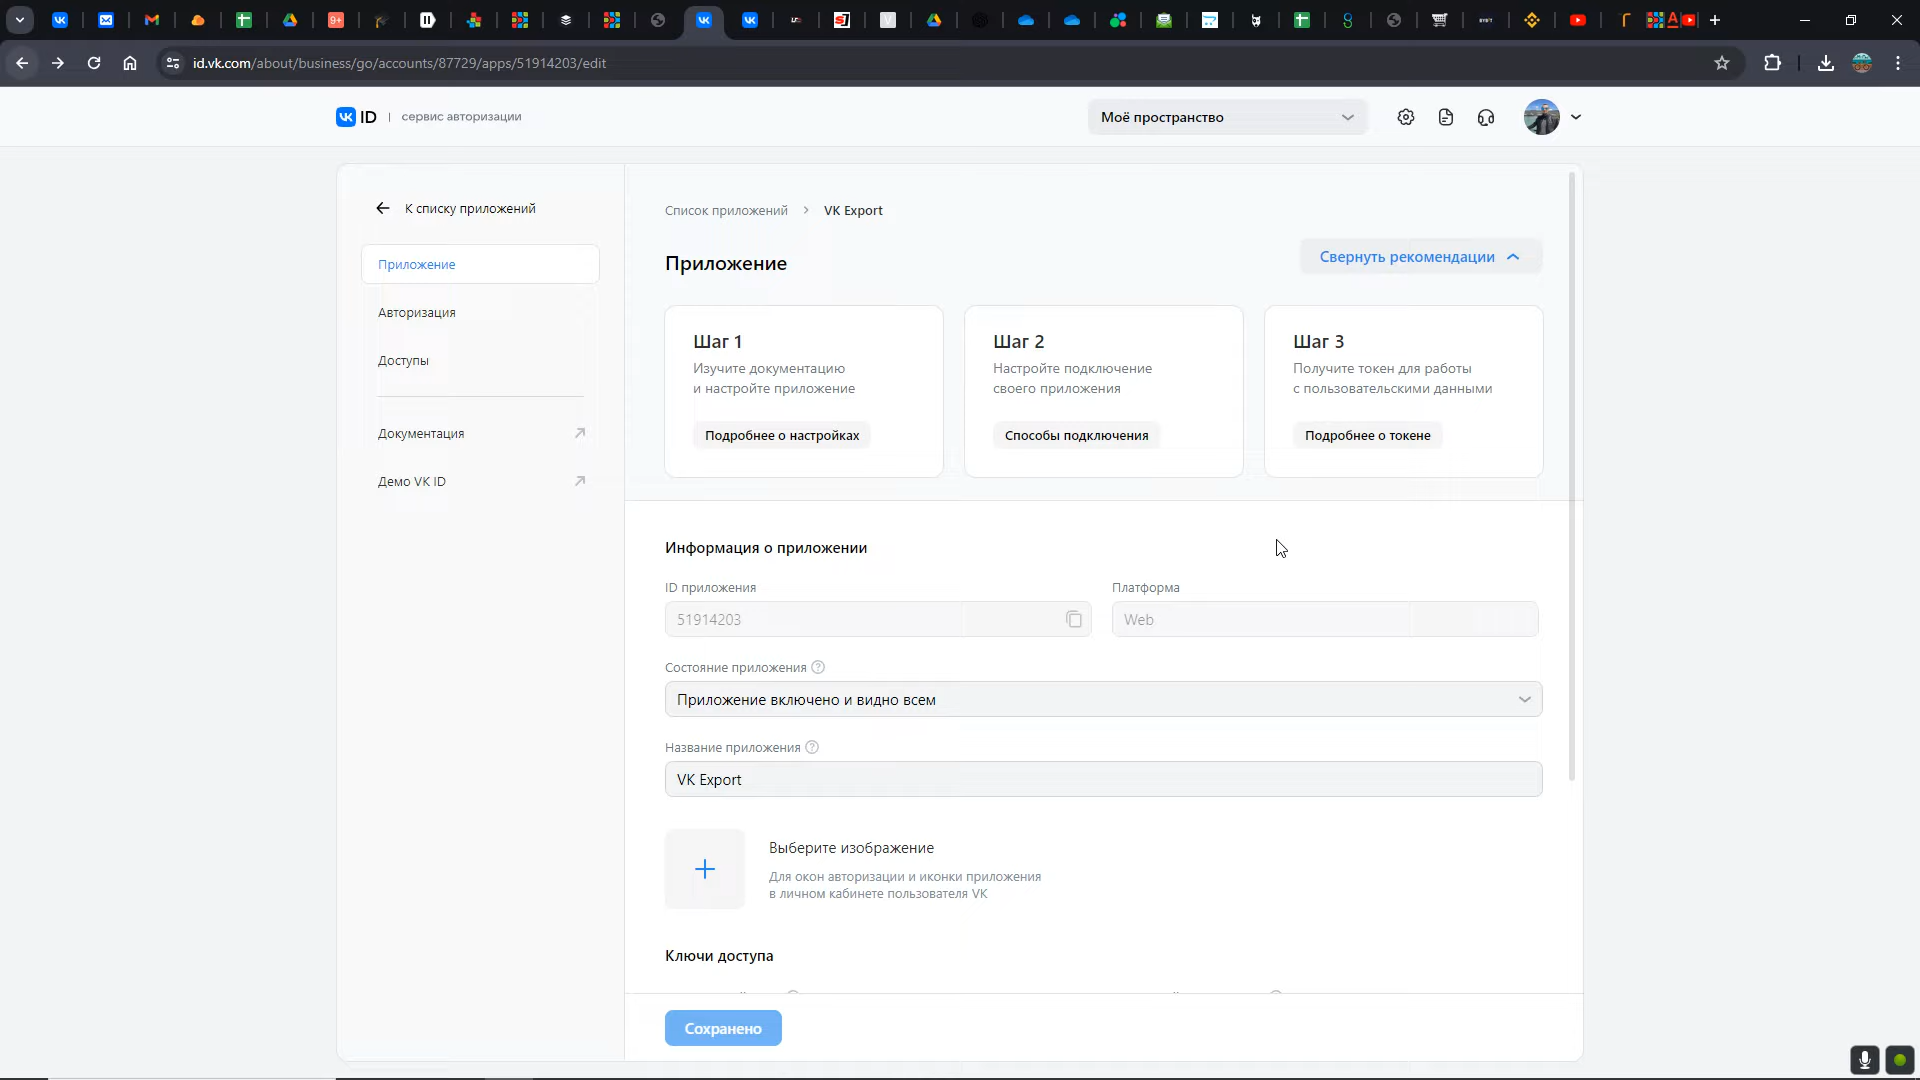 id.vk.com/about/business/go/accounts/87729/apps/51914203/edit
VK ID | сервис авторизации
Моё пространство
К списку приложений
Приложение
Авторизация
Доступы
Документация
Демо VK ID
Список приложений > VK Export
Приложение
Свернуть рекомендации
Шаг 1
Изучите документацию
и настройте приложение
Подробнее о настройках
Шаг 2
Настройте подключение
своего приложения
Способы подключения
Шаг 3
Получите токен для работы
с пользовательскими данными
Подробнее о токене
Информация о приложении
ID приложения
51914203
Платформа
Web
Состояние приложения
Приложение включено и видно всем
Название приложения
VK Export
Выберите изображение
Для окон авторизации и иконки приложения
в личном кабинете пользователя VK
Ключи доступа
Сохранено